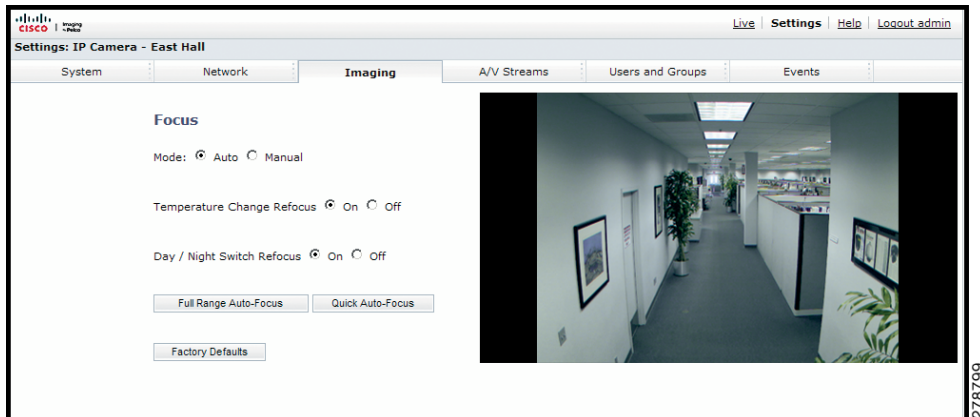 CISCO | Imaging by Pelco
Live | Settings | Help | Logout admin
Settings: IP Camera - East Hall
System Network Imaging A/V Streams Users and Groups Events
Focus
Mode: Auto Manual
Temperature Change Refocus On Off
Day / Night Switch Refocus On Off
Full Range Auto-Focus Quick Auto-Focus
Factory Defaults
278799